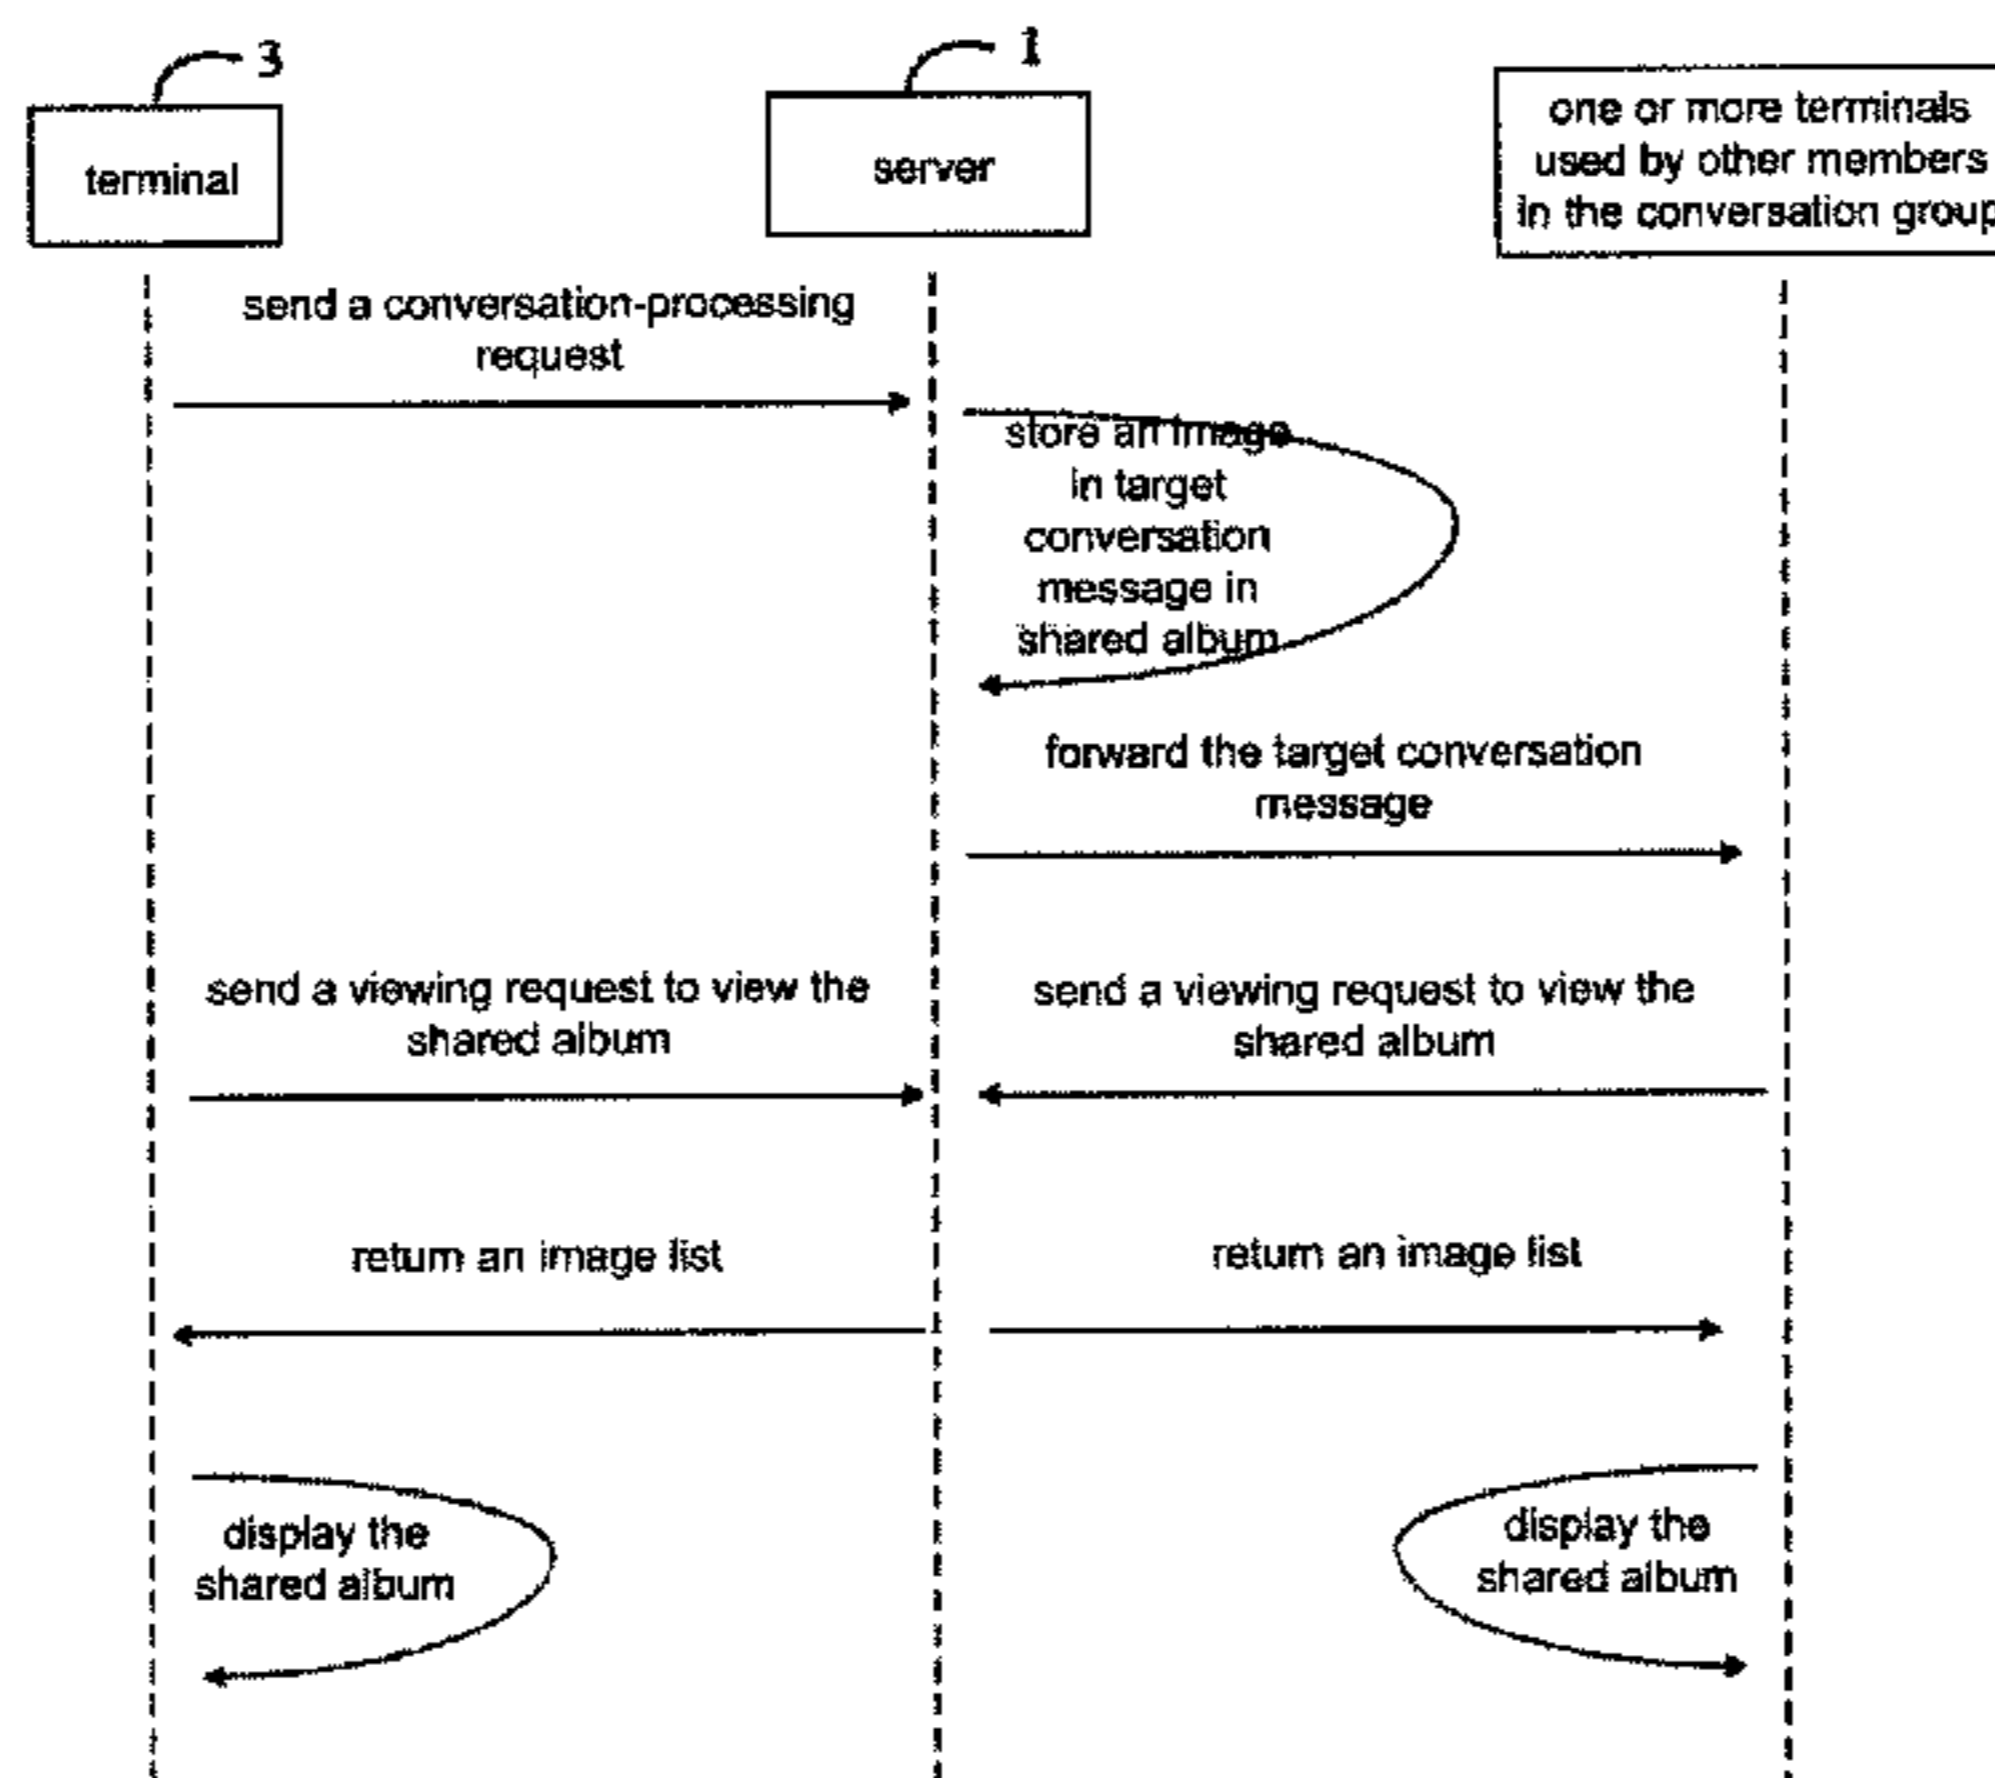 3
1
terminal
server
one or more terminals
used by other members
in the conversation group
send a conversation-processing
request
store an image
in target
conversation
message in
shared album
forward the target conversation
message
send a viewing request to view the
shared album
send a viewing request to view the
shared album
return an image list
return an image list
display the
shared album
display the
shared album